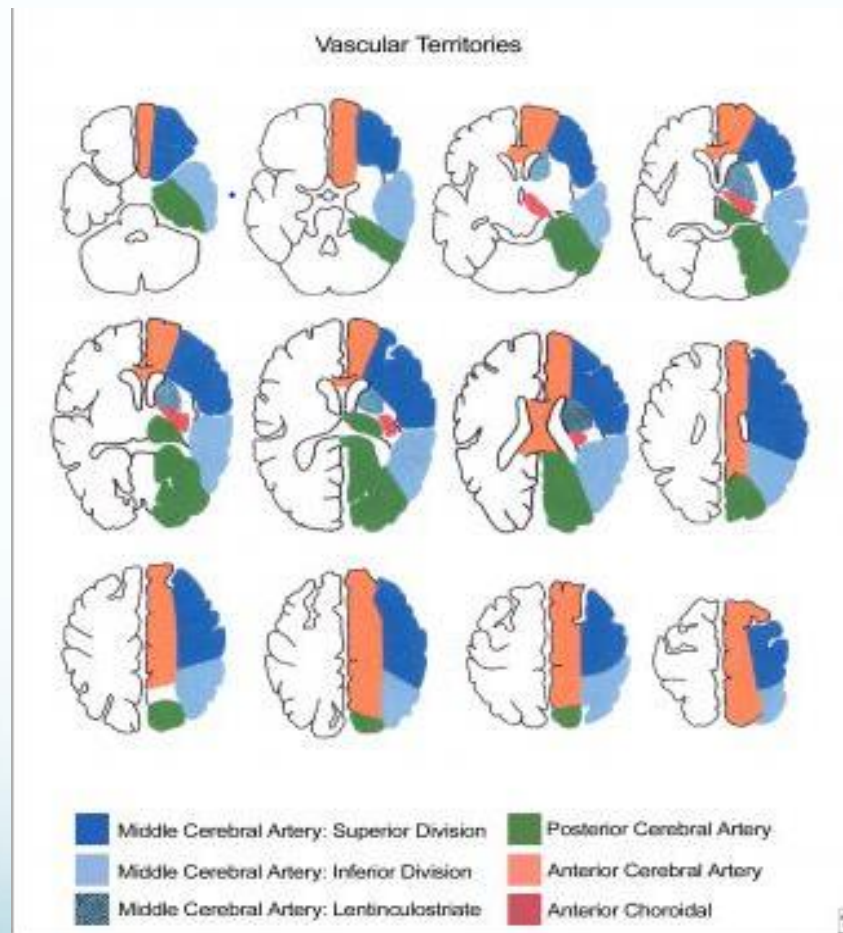 Vascular Territories
Middle Cerebral Artery: Superior Division
Middle Cerebral Artery: Inferior Division
Middle Cerebral Artery: Lentinculostriate
Posterior Cerebral Artery
Anterior Cerebral Artery
Anterior Choroidal